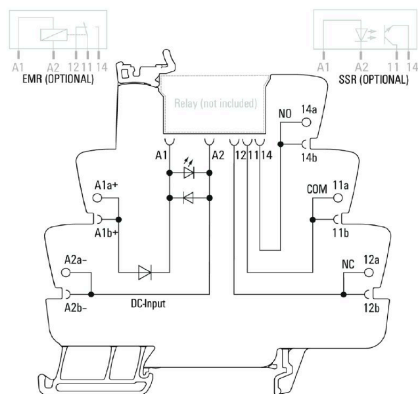 A1 A2 12 11 14
EMR (OPTIONAL)
A1 A2 11 14
SSR (OPTIONAL)
Relay (not included)
A1 A2 12 11 14
NO 14a
14b
A1a+
A1b+
COM 11a
11b
A2a–
A2b–
DC-Input
NC 12a
12b